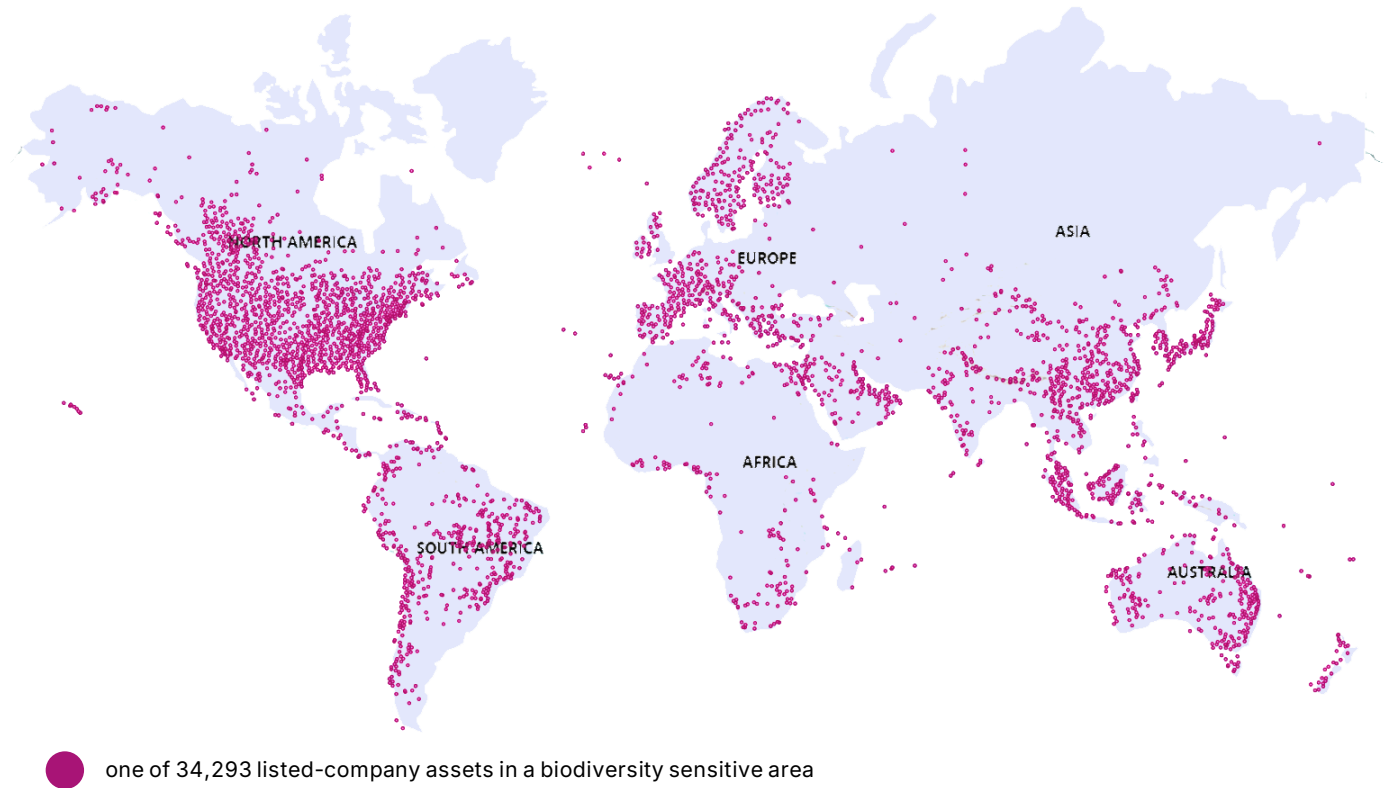 NORTH AMERICA
ASIA
EUROPE
AFRICA
SOUTH AMERICA
AUSTRALIA
one of 34,293 listed-company assets in a biodiversity sensitive area